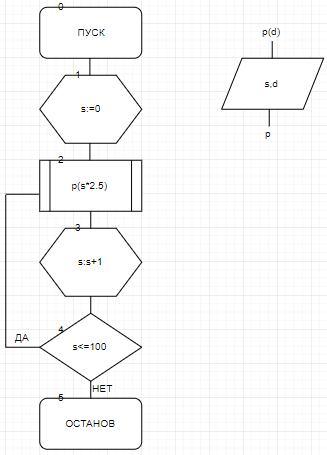 0
ПУСК
1
s:=0
2
p(s*2.5)
3
s:s+1
4
s<=100
ДА
НЕТ
5
ОСТАНОВ
p(d)
s,d
p